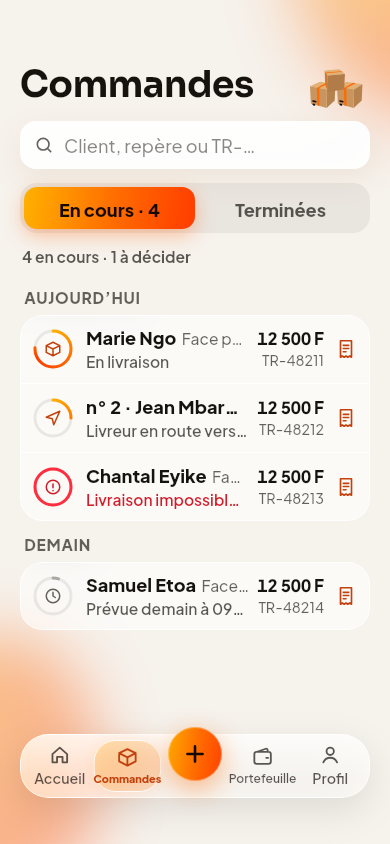 Commandes
Client, repère ou TR-…
En cours · 4
Terminées
4 en cours · 1 à décider
AUJOURD’HUI
Marie Ngo Face p… 12 500 F
En livraison TR-48211
n° 2 · Jean Mbar… 12 500 F
Livreur en route vers… TR-48212
Chantal Eyike Fa… 12 500 F
Livraison impossibl… TR-48213
DEMAIN
Samuel Etoa Face… 12 500 F
Prévue demain à 09… TR-48214
Accueil
Commandes
Portefeuille
Profil